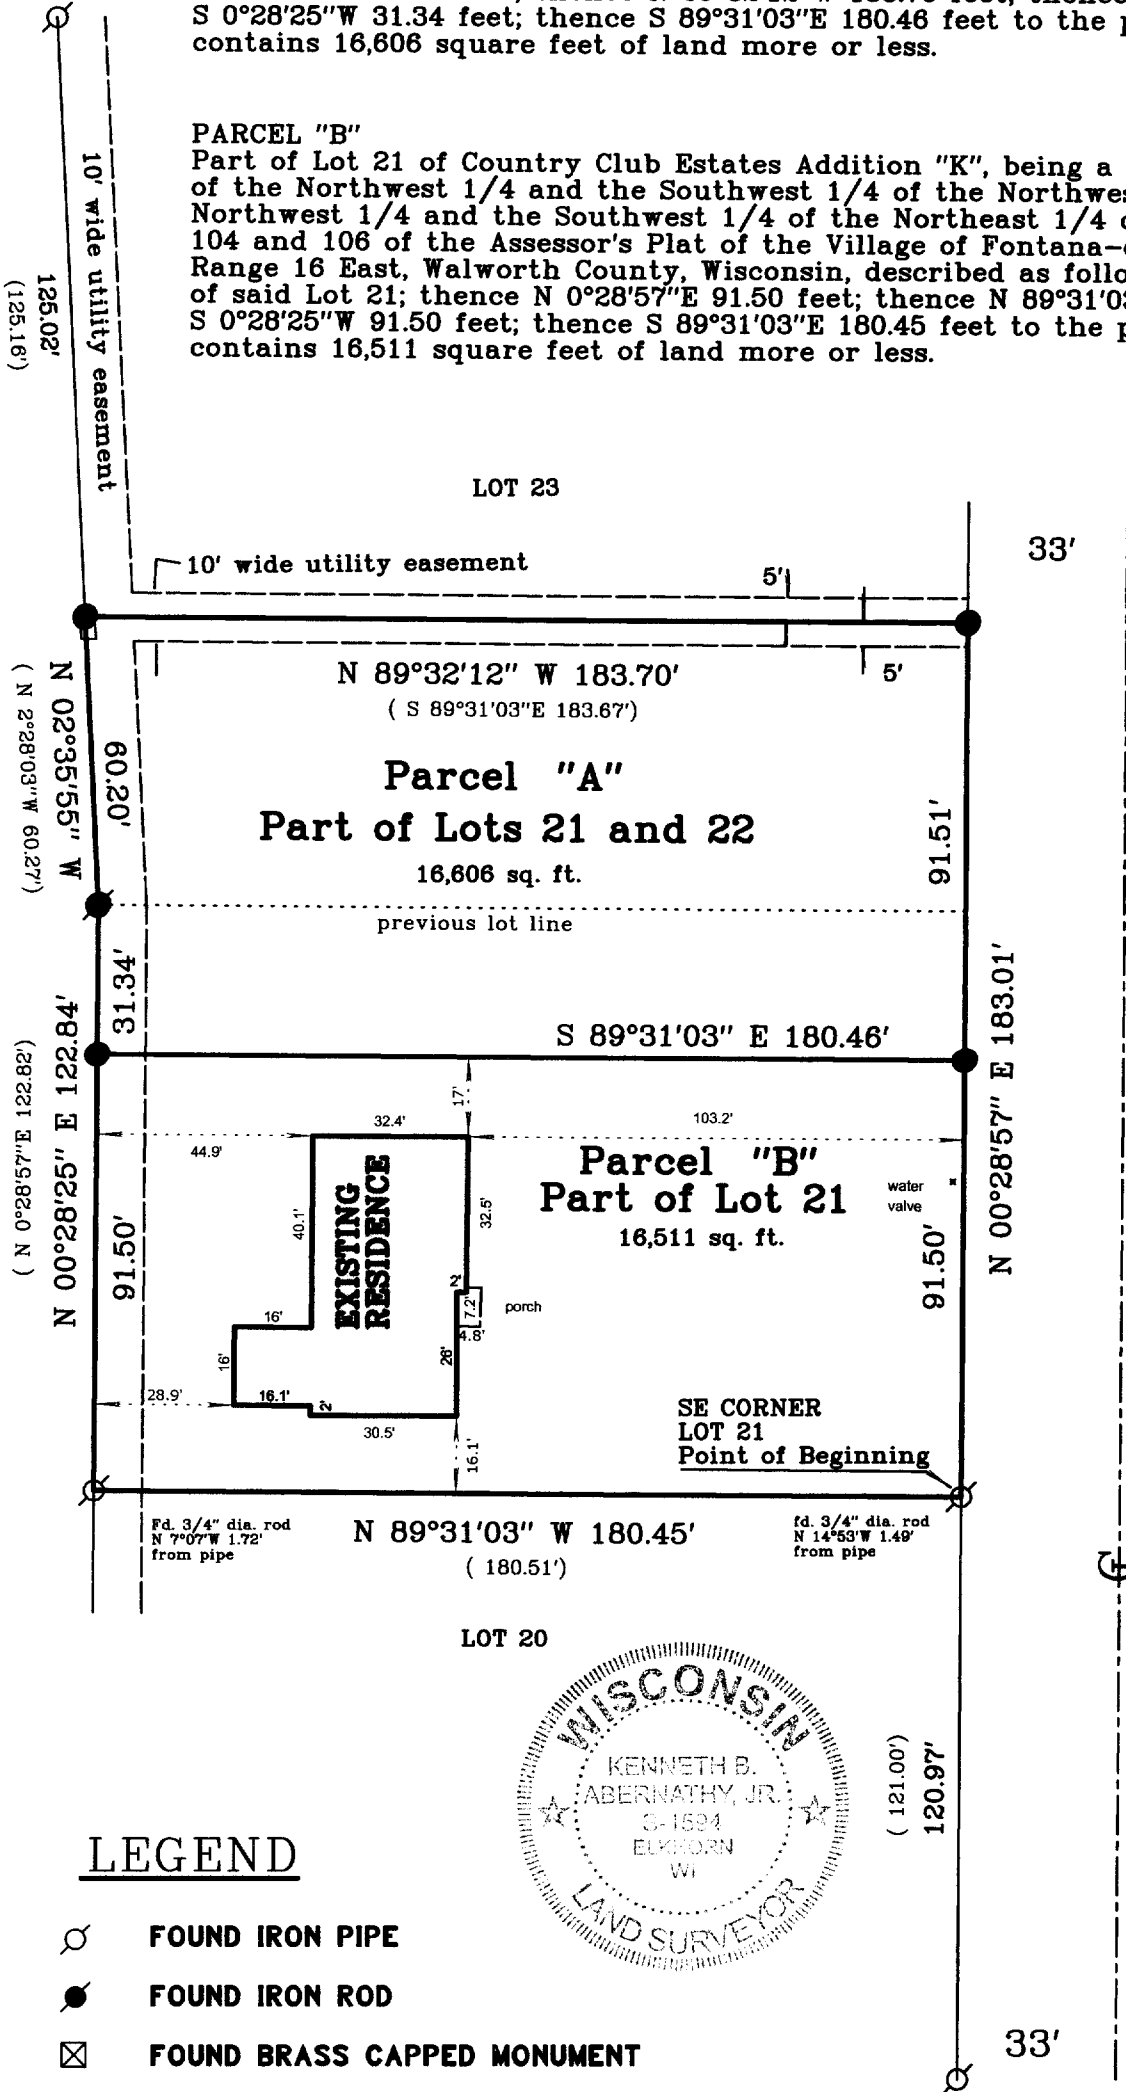 S 0°28'25"W 31.34 feet; thence S 89°31'03"E 180.46 feet to the
contains 16,606 square feet of land more or less.
PARCEL "B"
Part of Lot 21 of Country Club Estates Addition "K", being a
of the Northwest 1/4 and the Southwest 1/4 of the
Northwest 1/4 and the Southwest 1/4 of the Northeast 1/4
104 and 106 of the Assessor's Plat of the Village of
Range 16 East, Walworth County, Wisconsin, described as
of said Lot 21; thence N 0°28'57"E 91.50 feet; thence N
S 0°28'25"W 91.50 feet; thence S 89°31'03"E 180.45 feet to the
contains 16,511 square feet of land more or less.
10' wide utility easement
125.02'
(125.16')
LOT 23
33'
10' wide utility easement
5'
N 89°32'12" W 183.70'
5'
( S 89°31'03"E 183.67')
N 02°35'55" W
60.20'
( N 2°28'03"W 60.27')
Parcel "A"
Part of Lots 21 and 22
16,606 sq. ft.
91.51'
previous lot line
31.34'
N 00°28'25" E 122.84'
( N 0°28'57"E 122.82')
N 00°28'57" E 183.01'
S 89°31'03" E 180.46'
17'
32.4'
103.2'
44.9'
Parcel "B"
Part of Lot 21
16,511 sq. ft.
water
valve
40.1'
EXISTING
RESIDENCE
32.5'
91.50'
91.50'
2'
7.2'
porch
4.8'
16'
16'
26'
28.9'
16.1'
2'
30.5'
16.1'
SE CORNER
LOT 21
Point of Beginning
Fd. 3/4" dia. rod
N 7°07'W 1.72'
from pipe
N 89°31'03" W 180.45'
( 180.51')
fd. 3/4" dia. rod
N 14°53'W 1.49'
from pipe
LOT 20
WISCONSIN
KENNETH B.
ABERNATHY, JR.
S-1594
ELKHORN
WI
LAND SURVEYOR
( 121.00')
120.97'
LEGEND
FOUND IRON PIPE
FOUND IRON ROD
FOUND BRASS CAPPED MONUMENT
33'